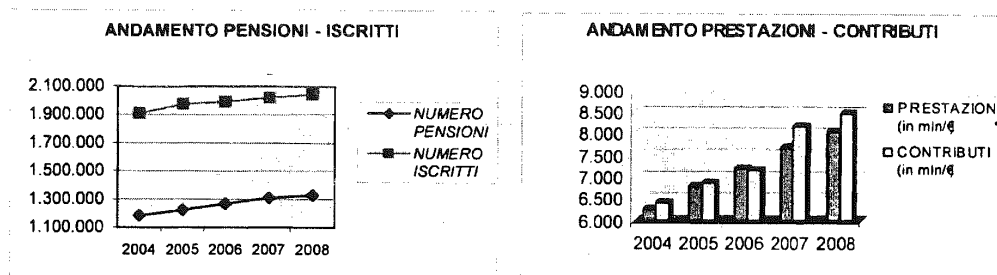 ANDAMENTO PENSIONI - ISCRITTI
2.100.000
1.900.000
1.700.000
1.500.000
1.300.000
1.100.000
2004 2005 2006 2007 2008
NUMERO
PENSIONI
NUMERO
ISCRITTI
ANDAMENTO PRESTAZIONI - CONTRIBUTI
9.000
8.500
8.000
7.500
7.000
6.500
6.000
2004 2005 2006 2007 2008
PRESTAZION
(in mln/€
CONTRIBUTI
(in mln/€